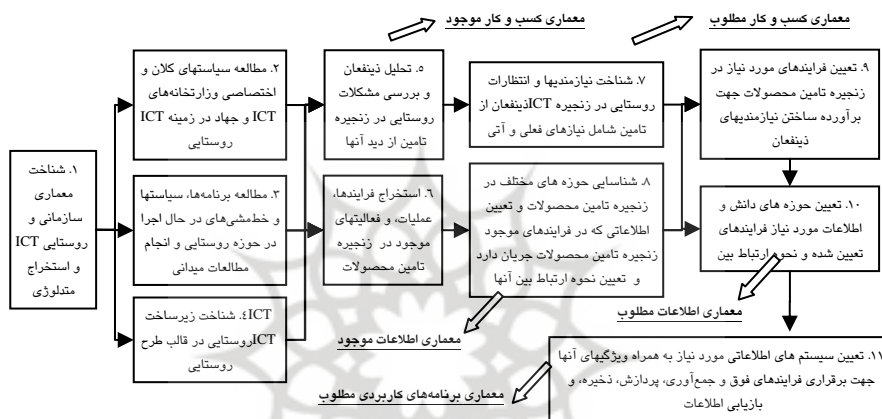 معماری کسب و کار موجود
معماری کسب و کار مطلوب
۱. شناخت
معماری
سازمانی و
روستایی ICT
و استخراج
متدلوژی
۲. مطالعه سیاستهای کلان و
اختصاصی وزارتخانه‌های
ICT و جهاد در زمینه ICT
روستایی
۳. مطالعه برنامه‌ها، سیاستها
و خط‌مشی‌های در حال اجرا
در حوزه روستایی و انجام
مطالعات میدانی
ICT٤. شناخت زیرساخت
ICTروستایی در قالب طرح
روستایی
۵. تحلیل ذینفعان
و بررسی مشکلات
روستایی در زنجیره
تامین از دید آنها
۶. استخراج فرایندها،
عملیات، و فعالیتهای
موجود در زنجیره
تامین محصولات
۷. شناخت نیازمندیها و انتظارات
روستایی در زنجیره ICTذینفعان از
تامین شامل نیازهای فعلی و آتی
۸. شناسایی حوزه های مختلف در
زنجیره تامین محصولات و تعیین
اطلاعاتی که در فرایندهای موجود
زنجیره تامین محصولات جریان دارد
و تعیین نحوه ارتباط بین آنها
۹. تعیین فرایندهای مورد نیاز در
زنجیره تامین محصولات جهت
برآورده ساختن نیازمندیهای
ذینفعان
۱۰. تعیین حوزه های دانش و
اطلاعات مورد نیاز فرایندهای
تعیین شده و نحوه ارتباط بین
معماری اطلاعات مطلوب
معماری اطلاعات موجود
۱۱. تعیین سیستم های اطلاعاتی مورد نیاز به همراه ویژگیهای آنها
جهت برقراری فرایندهای فوق و جمع‌آوری، پردازش، ذخیره، و
بازیابی اطلاعات
معماری برنامه‌های کاربردی مطلوب